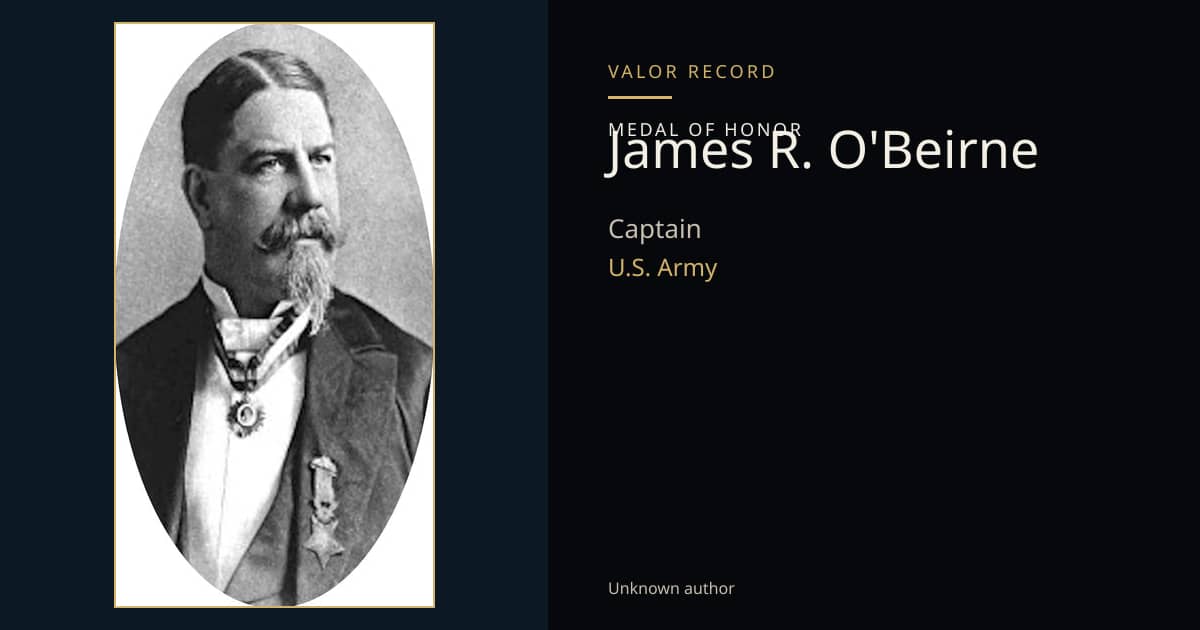 VALOR RECORD
MEDAL OF HONOR
James R. O'Beirne
Captain
U.S. Army
Unknown author